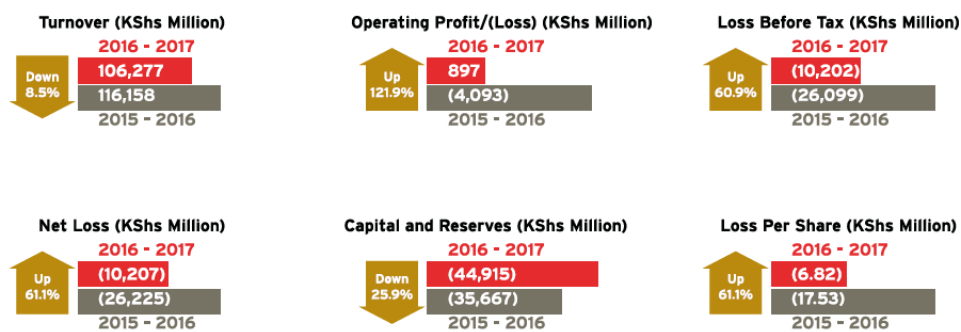 Turnover (KShs Million)
2016 - 2017
Down
8.5%
106,277
116,158
2015 - 2016
Operating Profit/(Loss) (KShs Million)
2016 - 2017
Up
121.9%
897
(4,093)
2015 - 2016
Loss Before Tax (KShs Million)
2016 - 2017
Up
60.9%
(10,202)
(26,099)
2015 - 2016
Net Loss (KShs Million)
2016 - 2017
Up
61.1%
(10,207)
(26,225)
2015 - 2016
Capital and Reserves (KShs Million)
2016 - 2017
Down
25.9%
(44,915)
(35,667)
2015 - 2016
Loss Per Share (KShs Million)
2016 - 2017
Up
61.1%
(6.82)
(17.53)
2015 - 2016